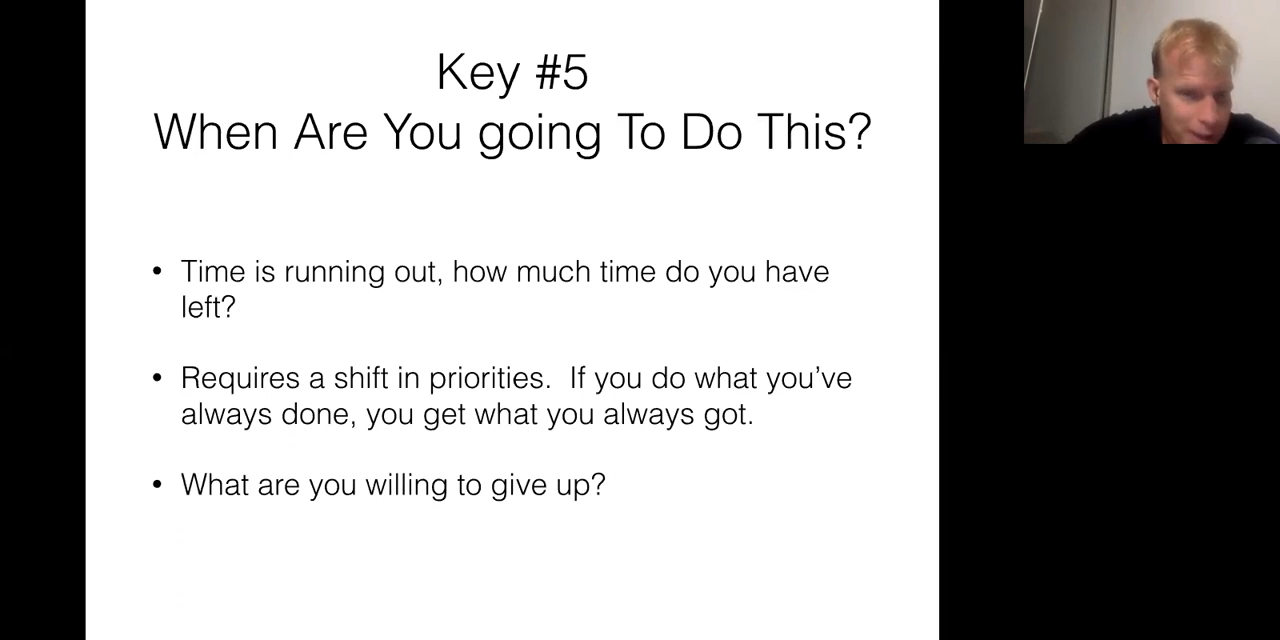 Key #5
When Are You going To Do This?
• Time is running out, how much time do you have
left?
• Requires a shift in priorities.  If you do what you’ve
always done, you get what you always got.
• What are you willing to give up?